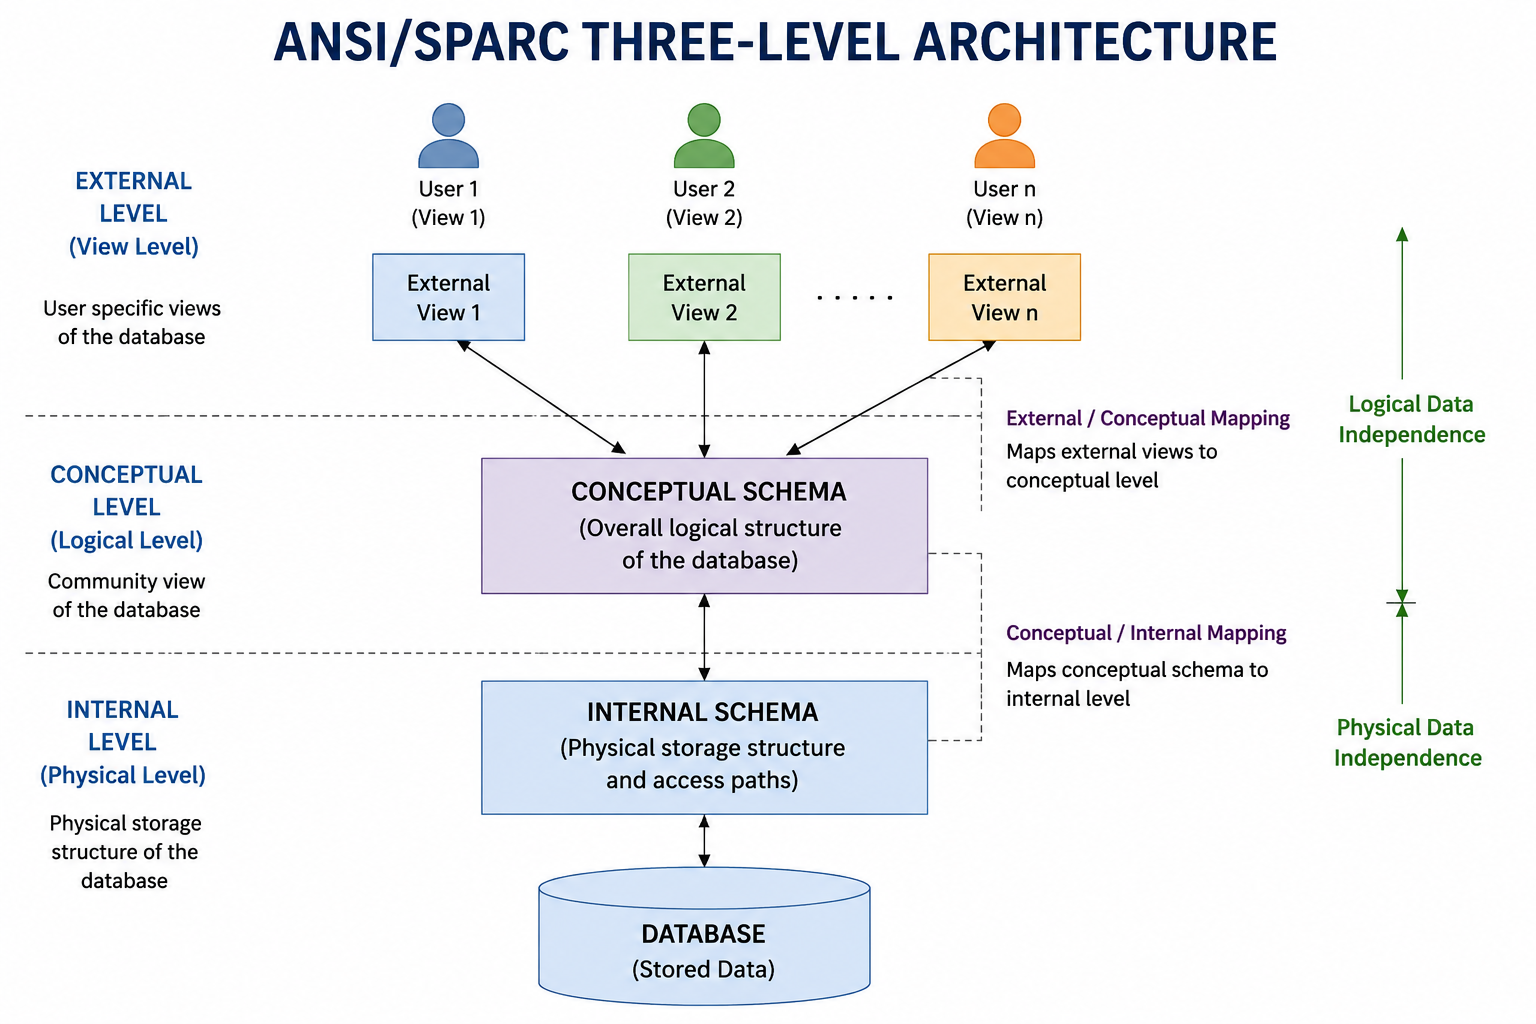 ANSI/SPARC THREE-LEVEL ARCHITECTURE
User 1
(View 1)
User 2
(View 2)
User n
(View n)
EXTERNAL
LEVEL
(View Level)
User specific views
of the database
External
View 1
External
View 2
. . . . .
External
View n
External / Conceptual Mapping
Maps external views to
conceptual level
Logical Data
Independence
CONCEPTUAL
LEVEL
(Logical Level)
Community view
of the database
CONCEPTUAL SCHEMA
(Overall logical structure
of the database)
Conceptual / Internal Mapping
Maps conceptual schema to
internal level
Physical Data
Independence
INTERNAL
LEVEL
(Physical Level)
Physical storage
structure of the
database
INTERNAL SCHEMA
(Physical storage structure
and access paths)
DATABASE
(Stored Data)